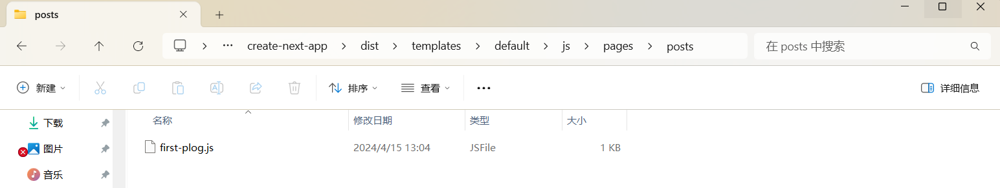 posts
create-next-app dist templates default js pages posts 在 posts 中搜索
新建 排序 查看 详细信息
名称 修改日期 类型 大小
下载
first-plog.js 2024/4/15 13:04 JSFile 1 KB
图片
音乐